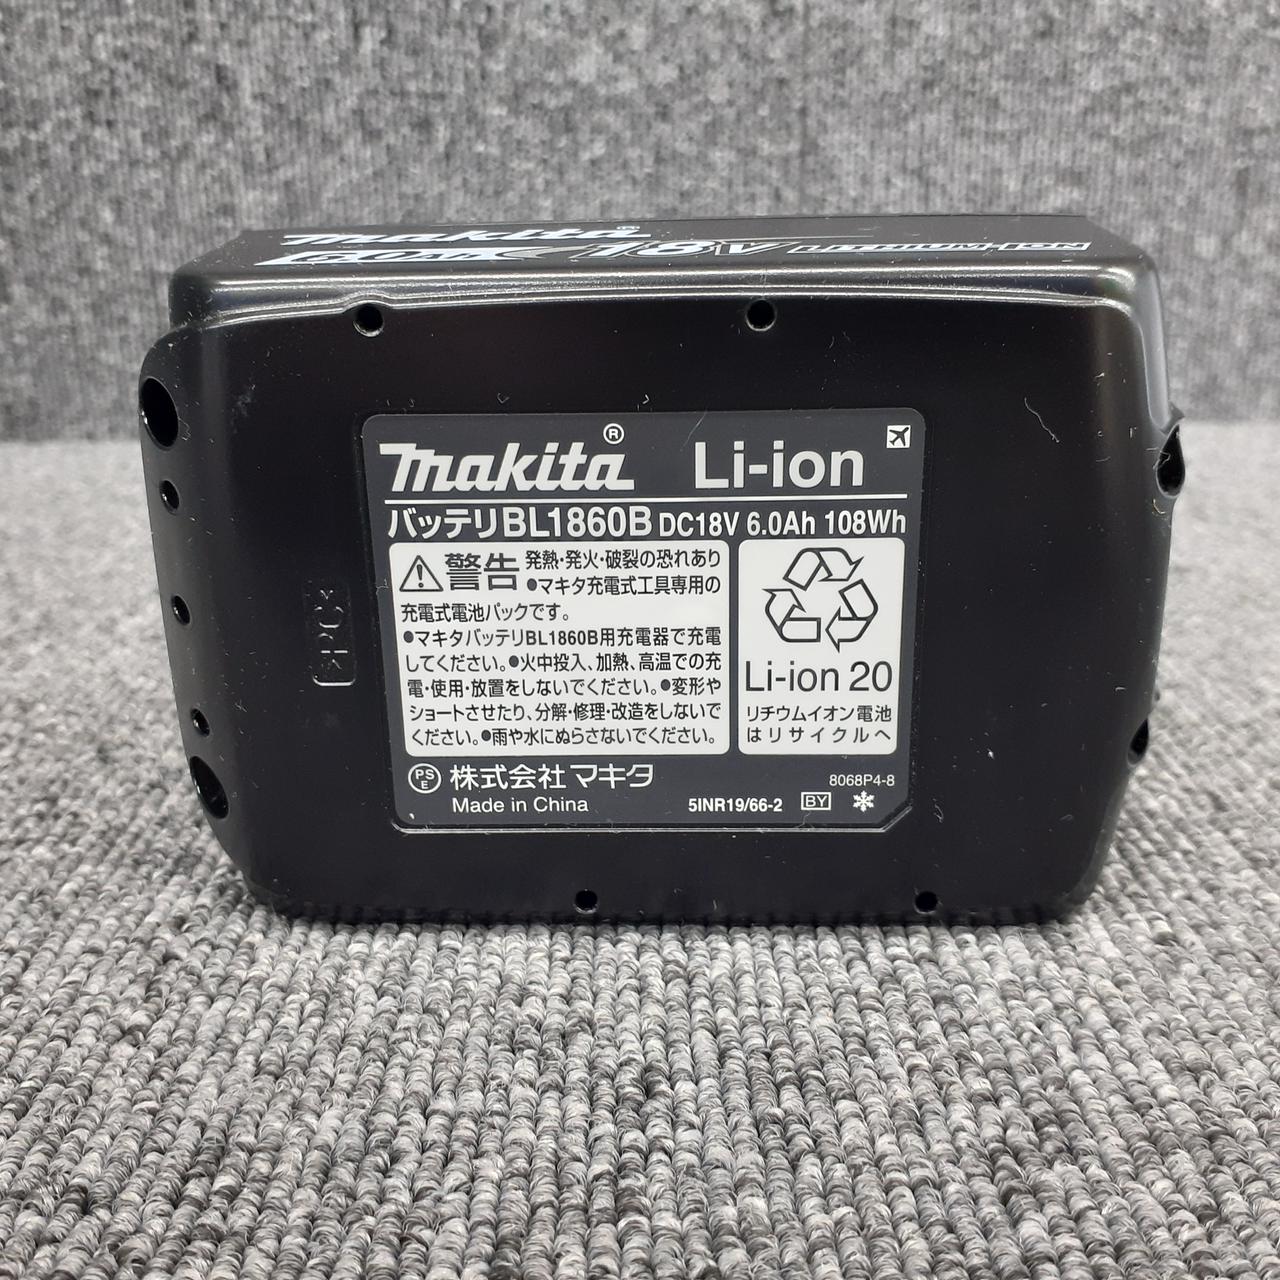 makita®
6.0Ah 18V LITHIUM-ION
makita® Li-ion
バッテリBL1860B DC18V 6.0Ah 108Wh
警告 発熱・発火・破裂の恐れあり
●マキタ充電式工具専用の
充電式電池パックです。
●マキタバッテリBL1860B用充電器で充電
してください。●火中投入、加熱、高温での充
電・使用・放置をしないでください。●変形や
ショートさせたり、分解・修理・改造をしないで
ください。●雨や水にぬらさないでください。
Li-ion 20
リチウムイオン電池
はリサイクルへ
PSE 株式会社 マキタ
8068P4-8
Made in China
5INR19/66-2 BY